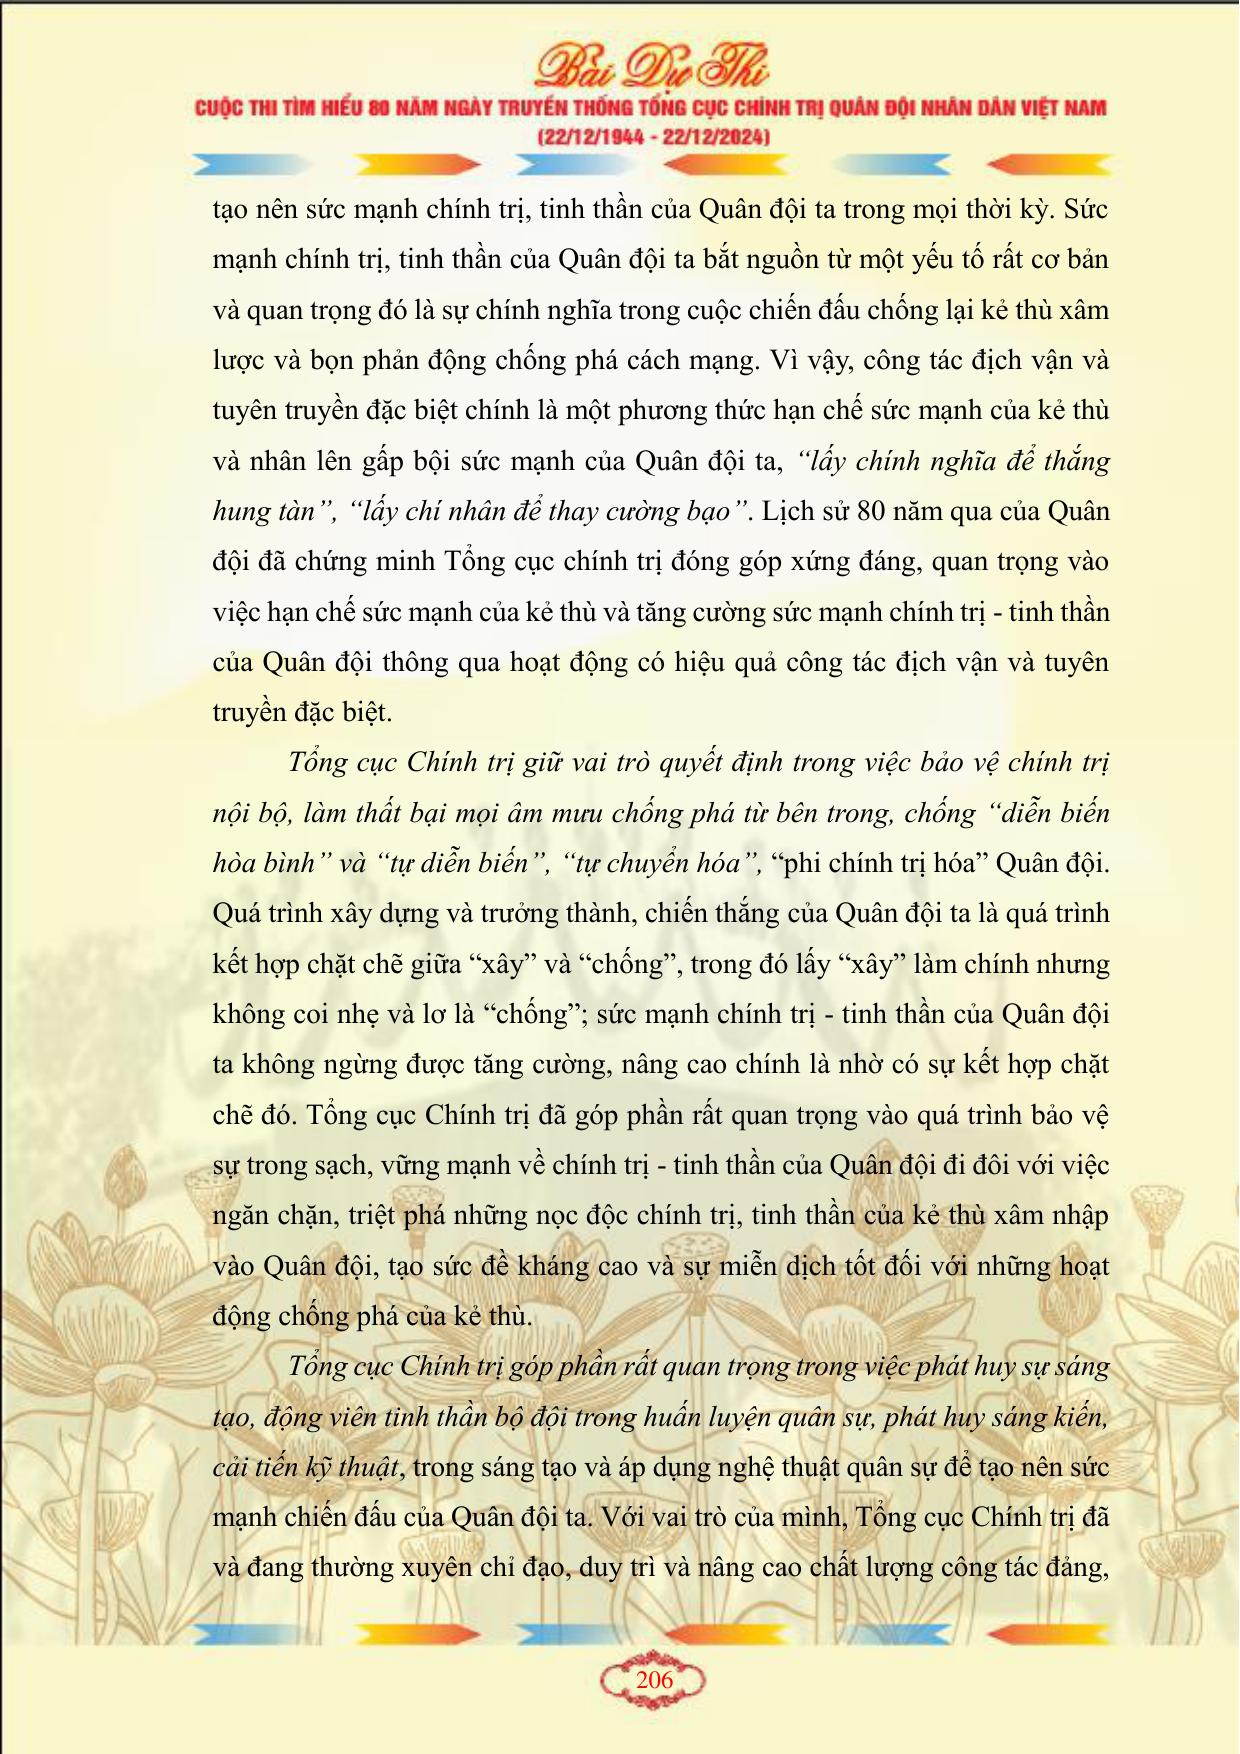 Bài Dự Thi
CUỘC THI TÌM HIỂU 80 NĂM NGÀY TRUYỀN THỐNG TỔNG CỤC CHÍNH TRỊ QUÂN ĐỘI NHÂN DÂN VIỆT NAM
(22/12/1944 - 22/12/2024)
tạo nên sức mạnh chính trị, tinh thần của Quân đội ta trong mọi thời kỳ. Sức
mạnh chính trị, tinh thần của Quân đội ta bắt nguồn từ một yếu tố rất cơ bản
và quan trọng đó là sự chính nghĩa trong cuộc chiến đấu chống lại kẻ thù xâm
lược và bọn phản động chống phá cách mạng. Vì vậy, công tác địch vận và
tuyên truyền đặc biệt chính là một phương thức hạn chế sức mạnh của kẻ thù
và nhân lên gấp bội sức mạnh của Quân đội ta, “lấy chính nghĩa để thắng
hung tàn”, “lấy chí nhân để thay cường bạo”. Lịch sử 80 năm qua của Quân
đội đã chứng minh Tổng cục chính trị đóng góp xứng đáng, quan trọng vào
việc hạn chế sức mạnh của kẻ thù và tăng cường sức mạnh chính trị - tinh thần
của Quân đội thông qua hoạt động có hiệu quả công tác địch vận và tuyên
truyền đặc biệt.
Tổng cục Chính trị giữ vai trò quyết định trong việc bảo vệ chính trị
nội bộ, làm thất bại mọi âm mưu chống phá từ bên trong, chống “diễn biến
hòa bình” và “tự diễn biến”, “tự chuyển hóa”, “phi chính trị hóa” Quân đội.
Quá trình xây dựng và trưởng thành, chiến thắng của Quân đội ta là quá trình
kết hợp chặt chẽ giữa “xây” và “chống”, trong đó lấy “xây” làm chính nhưng
không coi nhẹ và lơ là “chống”; sức mạnh chính trị - tinh thần của Quân đội
ta không ngừng được tăng cường, nâng cao chính là nhờ có sự kết hợp chặt
chẽ đó. Tổng cục Chính trị đã góp phần rất quan trọng vào quá trình bảo vệ
sự trong sạch, vững mạnh về chính trị - tinh thần của Quân đội đi đôi với việc
ngăn chặn, triệt phá những nọc độc chính trị, tinh thần của kẻ thù xâm nhập
vào Quân đội, tạo sức đề kháng cao và sự miễn dịch tốt đối với những hoạt
động chống phá của kẻ thù.
Tổng cục Chính trị góp phần rất quan trọng trong việc phát huy sự sáng
tạo, động viên tinh thần bộ đội trong huấn luyện quân sự, phát huy sáng kiến,
cải tiến kỹ thuật, trong sáng tạo và áp dụng nghệ thuật quân sự để tạo nên sức
mạnh chiến đấu của Quân đội ta. Với vai trò của mình, Tổng cục Chính trị đã
và đang thường xuyên chỉ đạo, duy trì và nâng cao chất lượng công tác đảng,
206